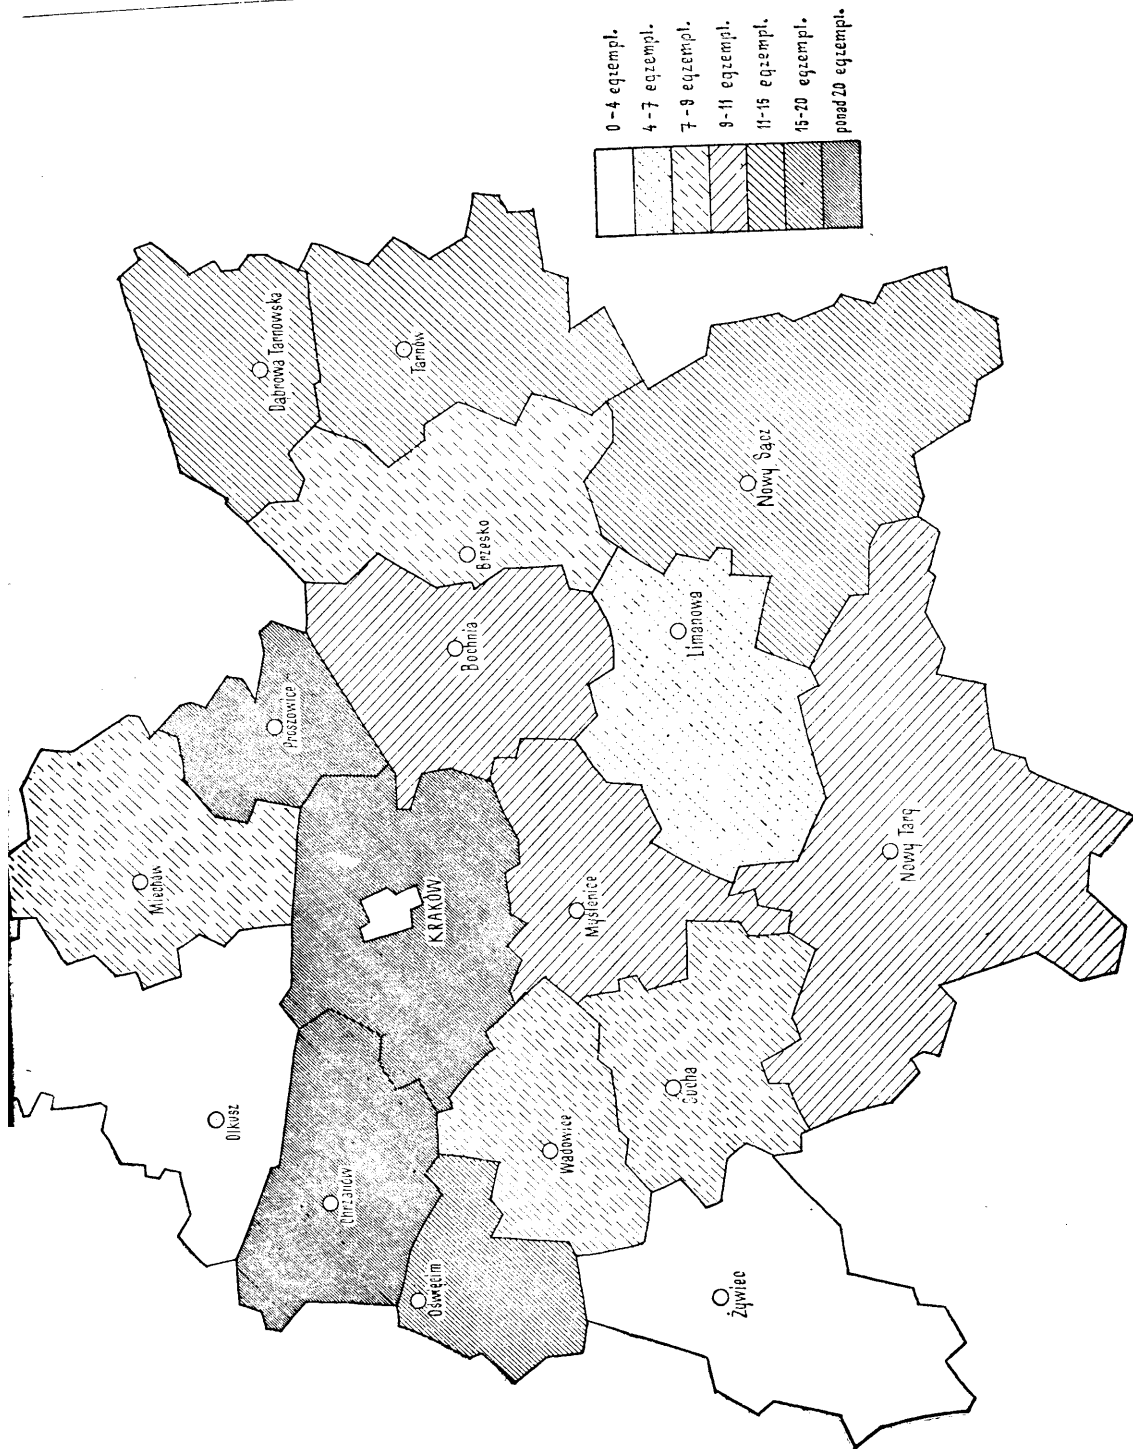 0-4 egzempl.
4-7 egzempl.
7-9 egzempl.
9-11 egzempl.
11-15 egzempl.
15-20 egzempl.
ponad 20 egzempl.
Dąbrowa Tarnowska
Tarnów
Nowy Sącz
Brzesko
Bochnia
Limanowa
Proszowice
Miechów
KRAKÓW
Myślenice
Nowy Targ
Olkusz
Chrzanów
Wadowice
Sucha
Oświęcim
Żywiec